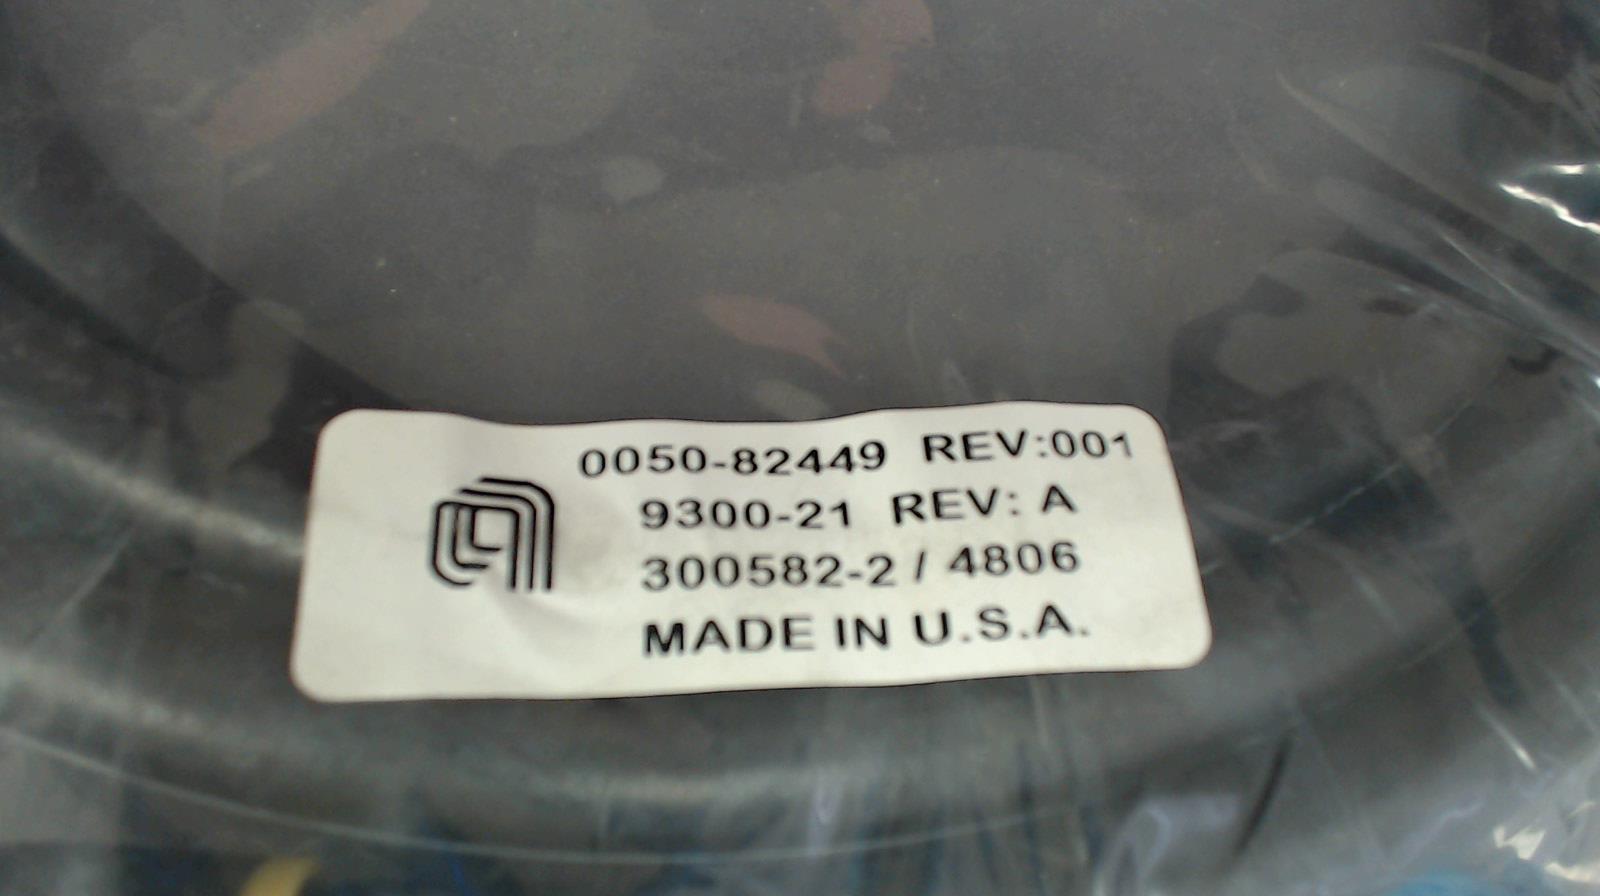 0050-82449 REV:001
9300-21 REV: A
300582-2 / 4806
MADE IN U.S.A.